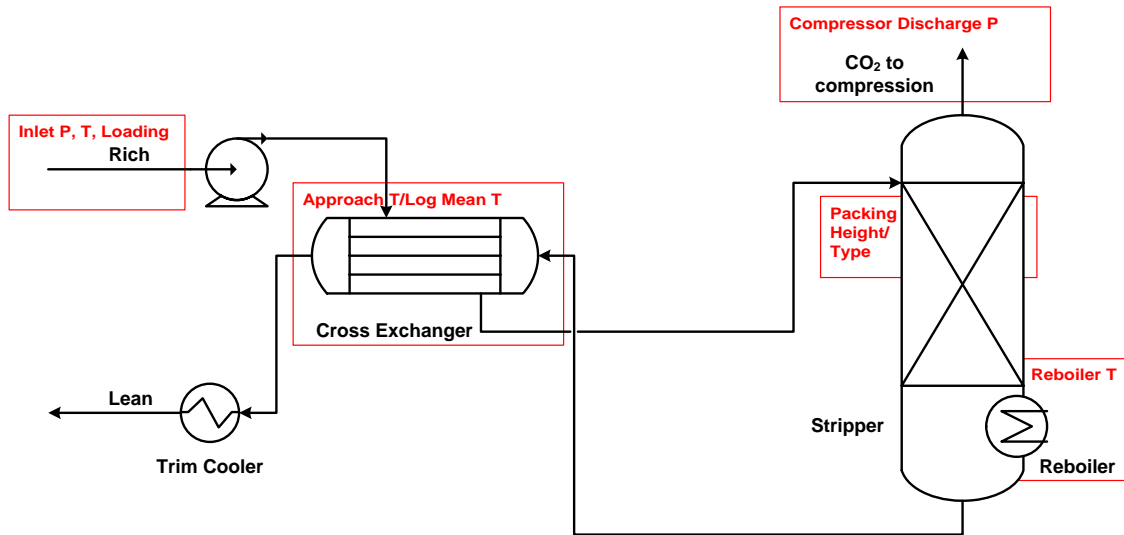 Compressor Discharge P
CO₂ to
compression
Inlet P, T, Loading
Rich
Approach T/Log Mean T
Packing
Height/
Type
Cross Exchanger
Reboiler T
Lean
Stripper
Trim Cooler
Reboiler